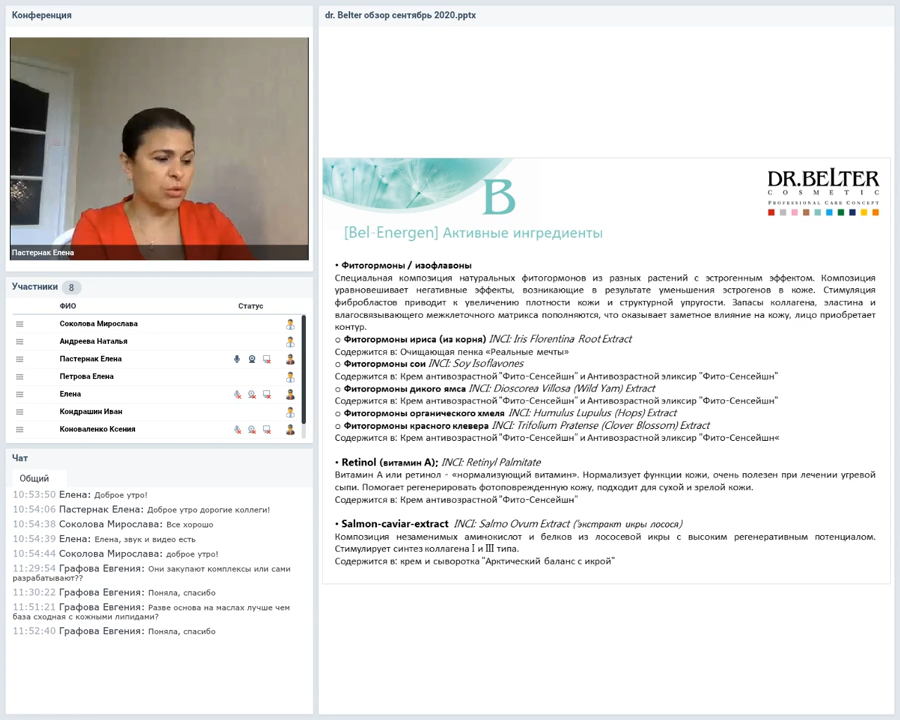 Конференция
Пастернак Елена
Участники 8
ФИО Статус
Соколова Мирослава
Андреева Наталья
Пастернак Елена
Петрова Елена
Елена
Кондрашин Иван
Коноваленко Ксения
Чат
Общий
10:53:50 Елена: Доброе утро!
10:54:06 Пастернак Елена: Доброе утро дорогие коллеги!
10:54:38 Соколова Мирослава: Все хорошо
10:54:39 Елена: Елена, звук и видео есть
10:54:44 Соколова Мирослава: доброе утро!
11:29:54 Графова Евгения: Они закупают комплексы или сами
разрабатывают??
11:30:22 Графова Евгения: Поняла, спасибо
11:51:21 Графова Евгения: Разве основа на маслах лучше чем
база сходная с кожными липидами?
11:52:40 Графова Евгения: Поняла, спасибо
dr. Belter обзор сентябрь 2020.pptx
B
DR.BELTER
COSMETIC
PROFESSIONAL CARE CONCEPT
[Bel-Energen] Активные ингредиенты
• Фитогормоны / изофлавоны
Специальная композиция натуральных фитогормонов из разных растений с эстрогенным эффектом. Композиция
уравновешивает негативные эффекты, возникающие в результате уменьшения эстрогенов в коже. Стимуляция
фибробластов приводит к увеличению плотности кожи и структурной упругости. Запасы коллагена, эластина и
влагосвязывающего межклеточного матрикса пополняются, что оказывает заметное влияние на кожу, лицо приобретает
контур.
o Фитогормоны ириса (из корня) INCI: Iris Florentina Root Extract
Содержится в: Очищающая пенка «Реальные мечты»
o Фитогормоны сои INCI: Soy Isoflavones
Содержится в: Крем антивозрастной "Фито-Сенсейшн" и Антивозрастной эликсир "Фито-Сенсейшн"
o Фитогормоны дикого ямса INCI: Dioscorea Villosa (Wild Yam) Extract
Содержится в: Крем антивозрастной "Фито-Сенсейшн" и Антивозрастной эликсир "Фито-Сенсейшн"
o Фитогормоны органического хмеля INCI: Humulus Lupulus (Hops) Extract
o Фитогормоны красного клевера INCI: Trifolium Pratense (Clover Blossom) Extract
Содержится в: Крем антивозрастной "Фито-Сенсейшн" и Антивозрастной эликсир "Фито-Сенсейшн«
• Retinol (витамин А); INCI: Retinyl Palmitate
Витамин А или ретинол - «нормализующий витамин». Нормализует функции кожи, очень полезен при лечении угревой
сыпи. Помогает регенерировать фотоповрежденную кожу, подходит для сухой и зрелой кожи.
Содержится в: Крем антивозрастной "Фито-Сенсейшн"
• Salmon-caviar-extract INCI: Salmo Ovum Extract (экстракт икры лосося)
Композиция незаменимых аминокислот и белков из лососевой икры с высоким регенеративным потенциалом.
Стимулирует синтез коллагена I и III типа.
Содержится в: крем и сыворотка "Арктический баланс с икрой"